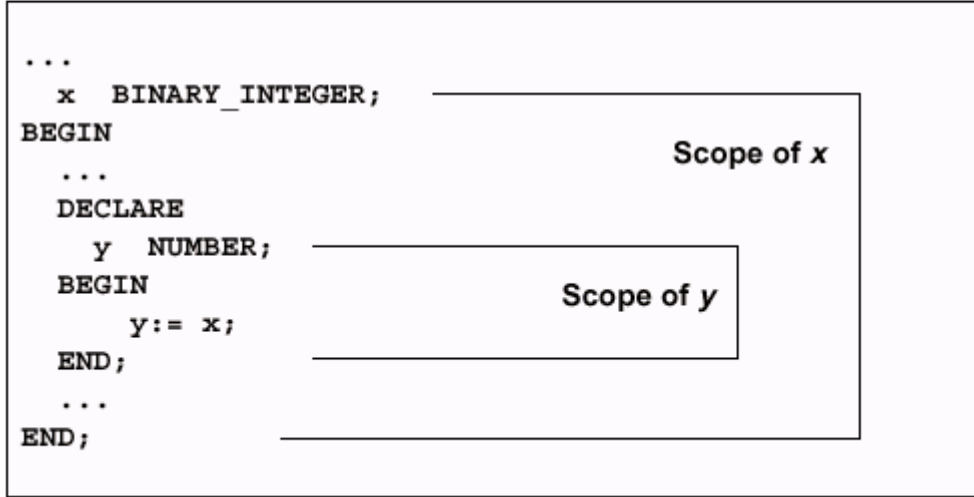 ...
x BINARY_INTEGER;
BEGIN
Scope of x
...
DECLARE
y NUMBER;
BEGIN
Scope of y
y:= x;
END;
...
END;